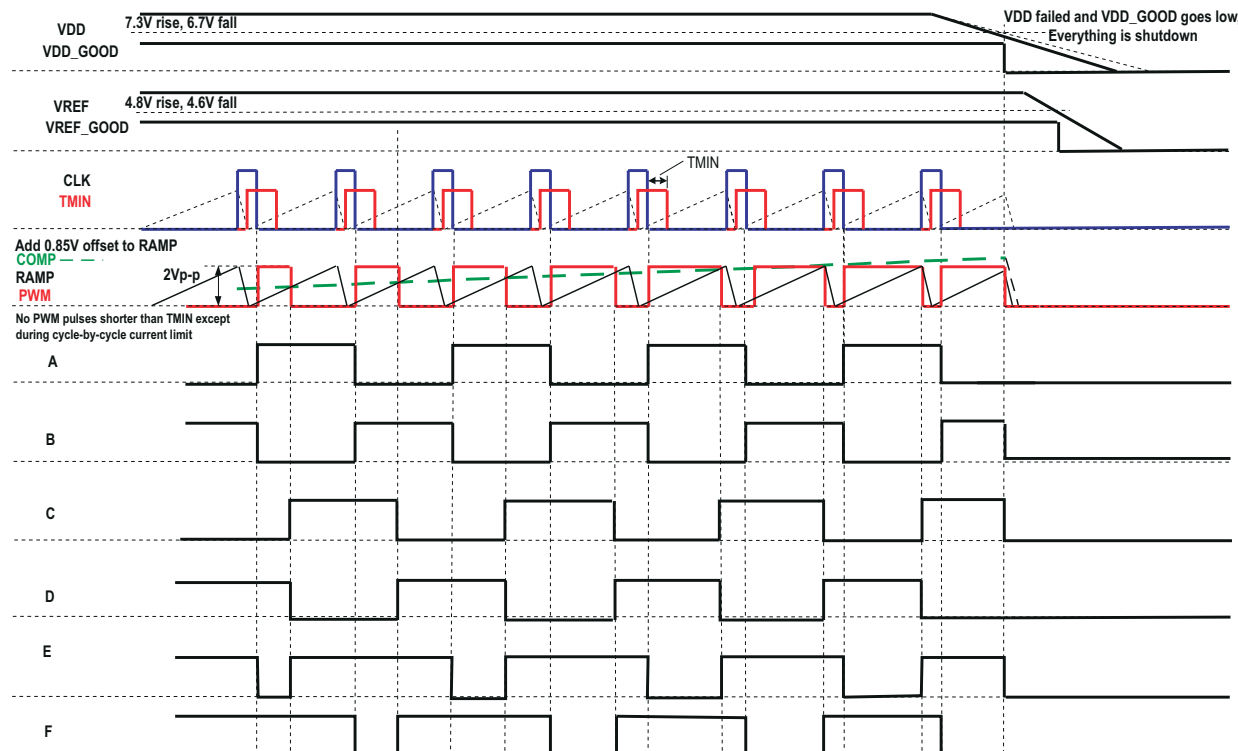 7.3V rise, 6.7V fall
VDD
VDD_GOOD
VDD failed and VDD_GOOD goes low
Everything is shutdown
4.8V rise, 4.6V fall
VREF
VREF_GOOD
TMIN
CLK
TMIN
Add 0.85V offset to RAMP
COMP
RAMP
PWM
2Vp-p
No PWM pulses shorter than TMIN except
during cycle-by-cycle current limit
A
B
C
D
E
F